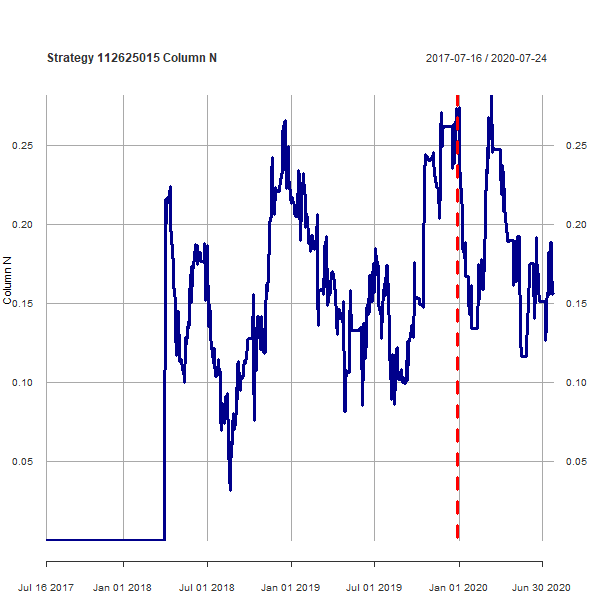 Strategy 112625015 Column N
2017-07-16 / 2020-07-24
0.25
0.20
0.15
0.10
0.05
Column N
0.25
0.20
0.15
0.10
0.05
Jul 16 2017
Jan 01 2018
Jul 01 2018
Jan 01 2019
Jul 01 2019
Jan 01 2020
Jun 30 2020